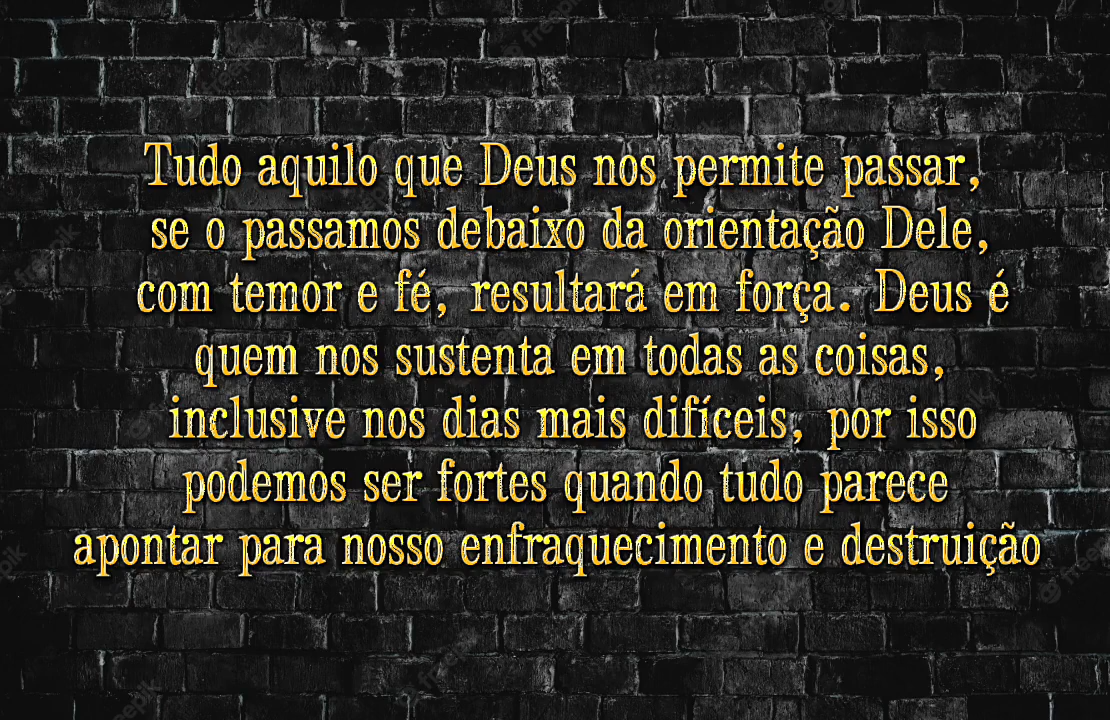 Tudo aquilo que Deus nos permite passar,
se o passamos debaixo da orientação Dele,
com temor e fé, resultará em força. Deus é
quem nos sustenta em todas as coisas,
inclusive nos dias mais difíceis, por isso
podemos ser fortes quando tudo parece
apontar para nosso enfraquecimento e destruição